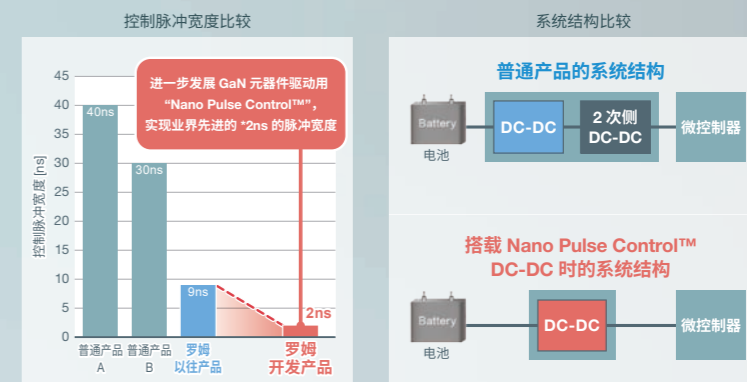 控制脉冲宽度比较
系统结构比较
进一步发展 GaN 元器件驱动用
“Nano Pulse Control™”，
实现业界先进的 *2ns 的脉冲宽度
控制脉冲宽度 [ns]
45
40
35
30
25
20
15
10
5
0
40ns
30ns
9ns
2ns
普通产品
A
普通产品
B
罗姆
以往产品
罗姆
开发产品
普通产品的系统结构
Battery
电池
DC-DC
2 次侧
DC-DC
微控制器
搭载 Nano Pulse Control™
DC-DC 时的系统结构
Battery
电池
DC-DC
微控制器